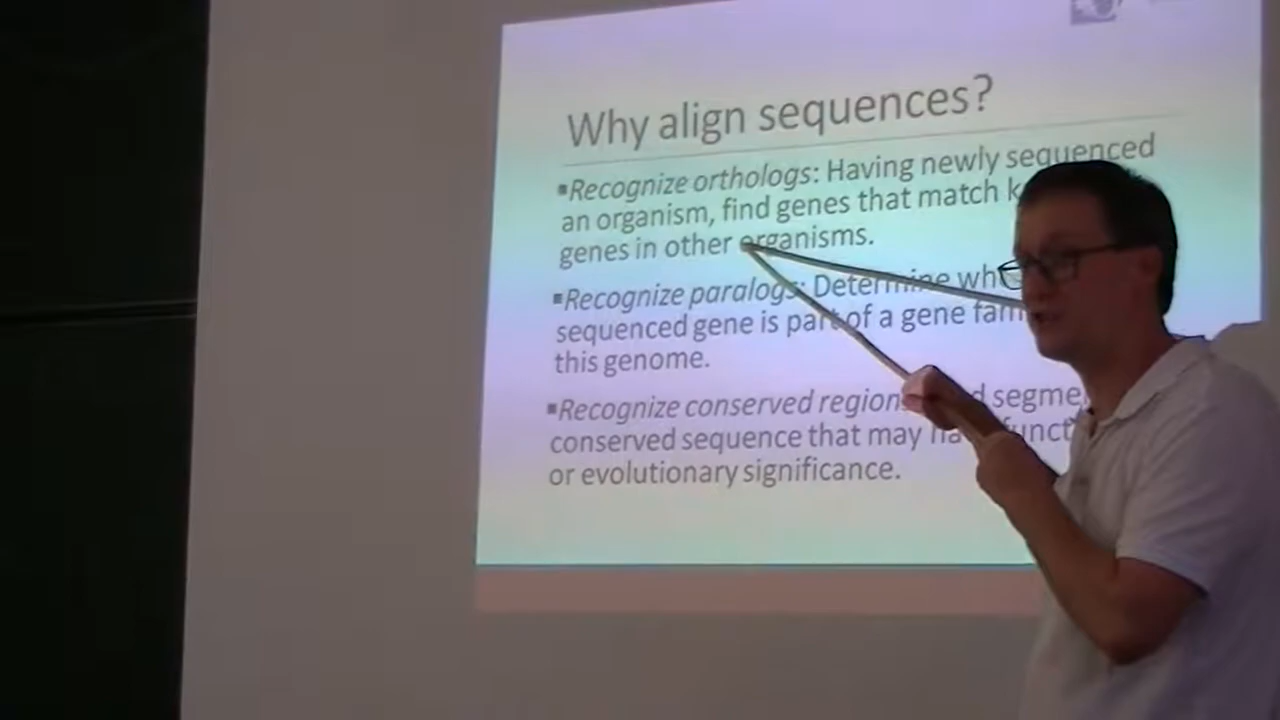 Why align sequences?
▪Recognize orthologs: Having newly sequenced
an organism, find genes that match
genes in other organisms.
▪Recognize paralogs: Determine
sequenced gene is part of a gene
this genome.
▪Recognize conserved
conserved sequence that may
or evolutionary significance.